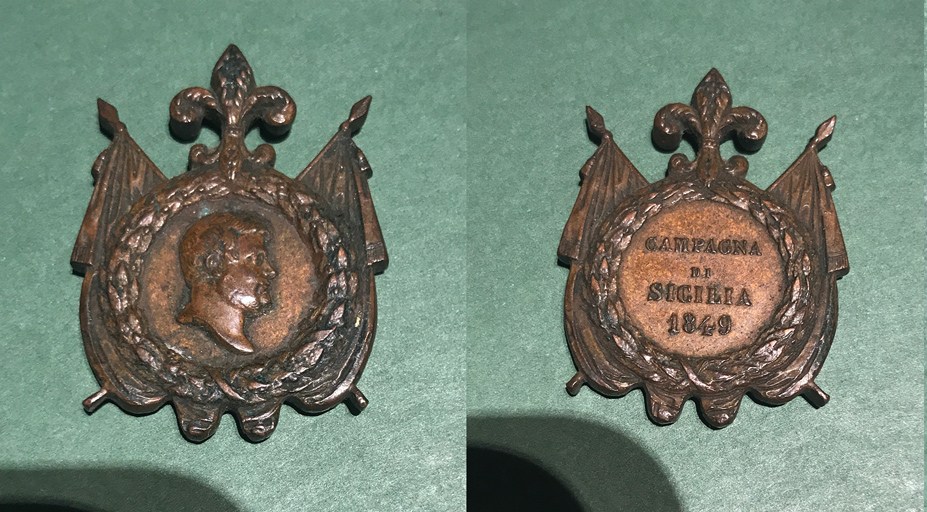 CAMPAGNA
DI
SICILIA
1849